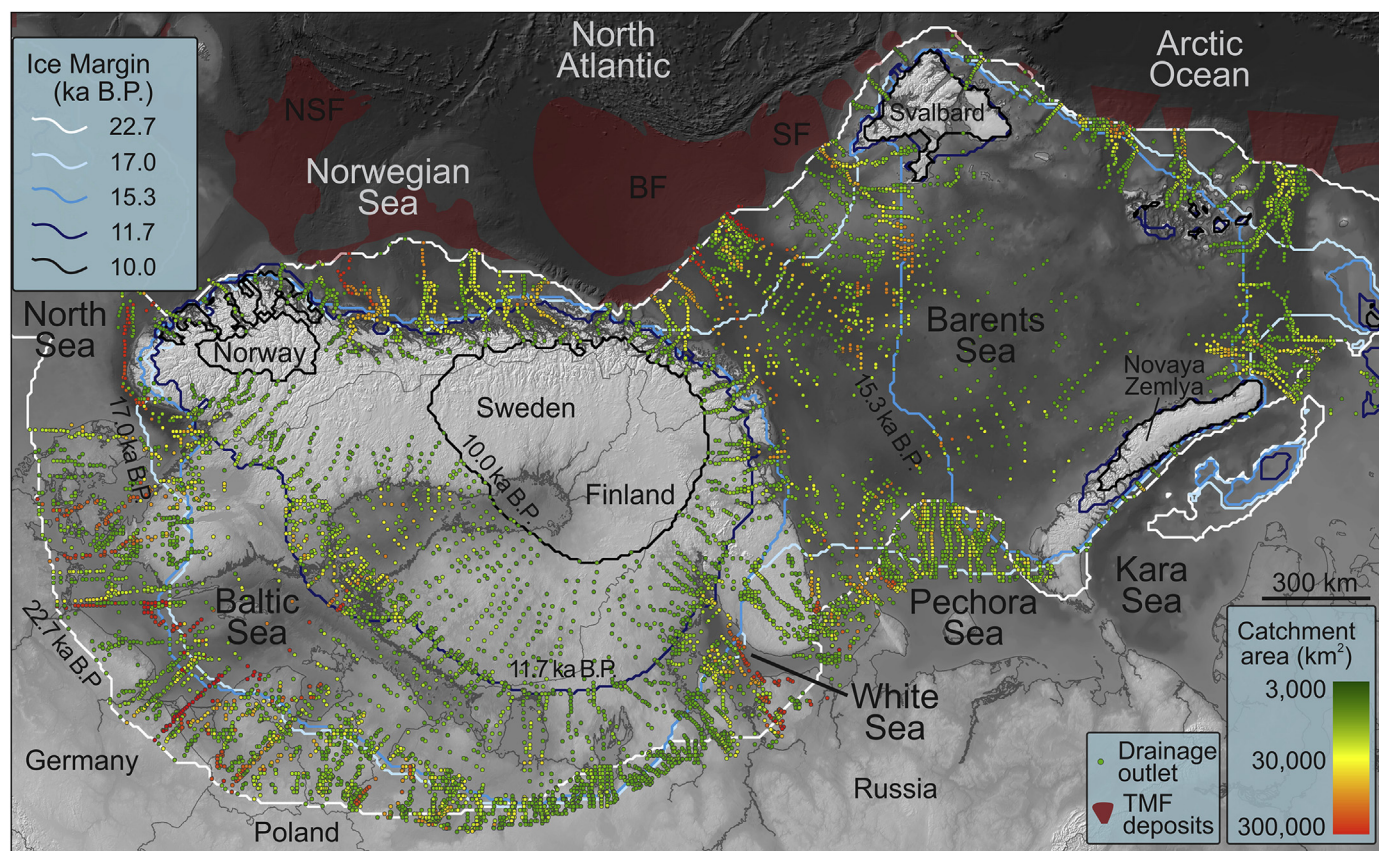 North
Atlantic
Arctic
Ocean
Ice Margin
(ka B.P.)
22.7
17.0
15.3
11.7
10.0
NSF
Norwegian
Sea
BF
SF
Svalbard
North
Sea
Norway
Sweden
Finland
Barents
Sea
Novaya
Zemlya
17.0 ka B.P.
10.0 ka B.P.
15.3 ka B.P.
22.7 ka B.P.
11.7 ka B.P.
Baltic
Sea
Pechora
Sea
Kara
Sea
White
Sea
Germany
Poland
Russia
300 km
Drainage
outlet
TMF
deposits
Catchment
area (km²)
3,000
30,000
300,000